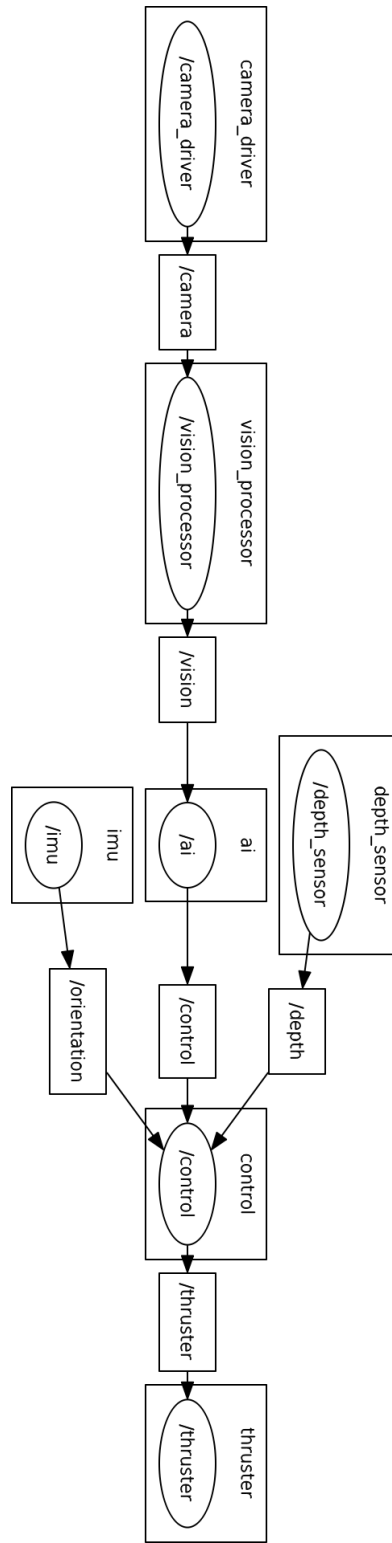 camera_driver
/camera_driver
/camera
vision_processor
/vision_processor
/vision
depth_sensor
/depth_sensor
ai
/ai
imu
/imu
/depth
/control
/orientation
control
/control
/thruster
thruster
/thruster